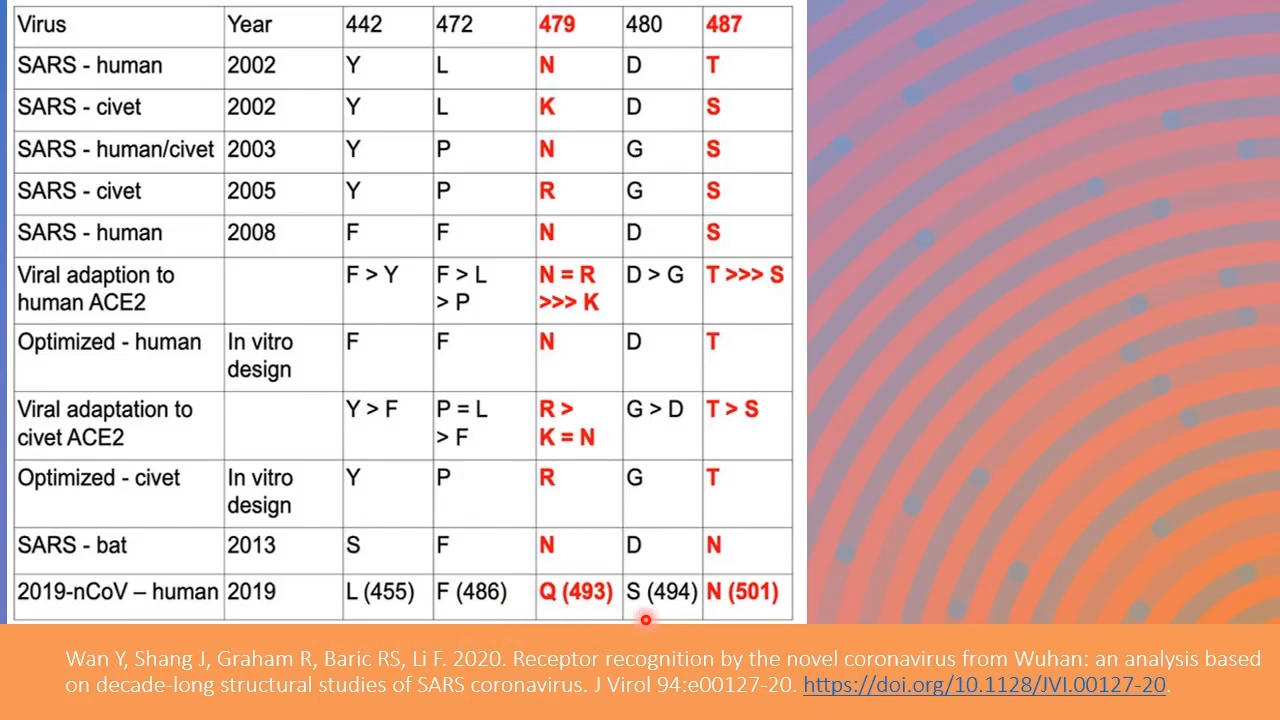 Virus Year 442 472 479 480 487
SARS - human 2002 Y L N D T
SARS - civet 2002 Y L K D S
SARS - human/civet 2003 Y P N G S
SARS - civet 2005 Y P R G S
SARS - human 2008 F F N D S
Viral adaption to F > Y F > L N = R D > G T >>> S
human ACE2 > P >>> K
Optimized - human In vitro F F N D T
design
Viral adaptation to Y > F P = L R > G > D T > S
civet ACE2 > F K = N
Optimized - civet In vitro Y P R G T
design
SARS - bat 2013 S F N D N
2019-nCoV – human 2019 L (455) F (486) Q (493) S (494) N (501)
Wan Y, Shang J, Graham R, Baric RS, Li F. 2020. Receptor recognition by the novel coronavirus from Wuhan: an analysis based
on decade-long structural studies of SARS coronavirus. J Virol 94:e00127-20. https://doi.org/10.1128/JVI.00127-20.